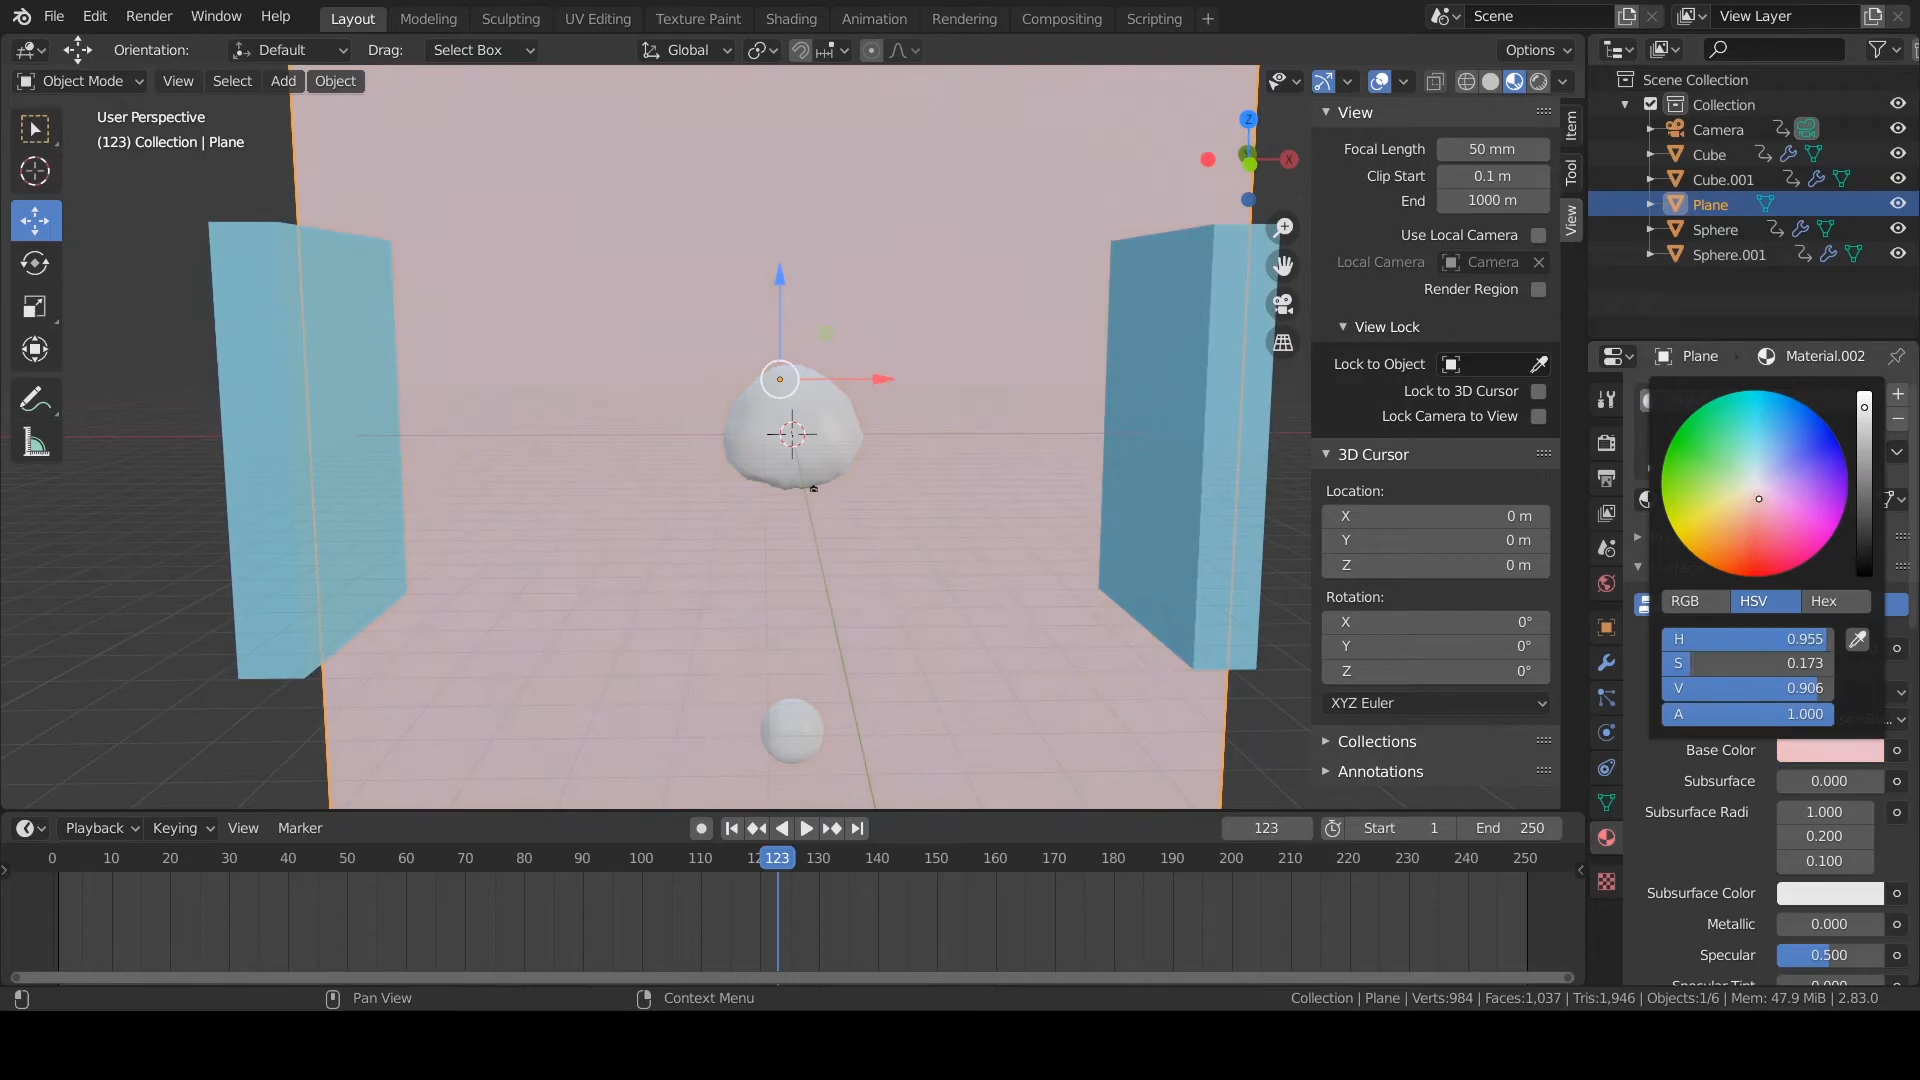 File Edit Render Window Help Layout Modeling Sculpting UV Editing Texture Paint Shading Animation Rendering Compositing Scripting + Scene View Layer
Orientation: Default Drag: Select Box Global Options
Object Mode View Select Add Object
User Perspective
(123) Collection | Plane
Z
X
View
Focal Length 50 mm
Clip Start 0.1 m
End 1000 m
Use Local Camera
Local Camera Camera
Render Region
View Lock
Lock to Object
Lock to 3D Cursor
Lock Camera to View
3D Cursor
Location:
X 0 m
Y 0 m
Z 0 m
Rotation:
X 0°
Y 0°
Z 0°
XYZ Euler
Collections
Annotations
Item
Tool
View
Scene Collection
Collection
Camera
Cube
Cube.001
Plane
Sphere
Sphere.001
Plane Material.002
RGB HSV Hex
H 0.955
S 0.173
V 0.906
A 1.000
Base Color
Subsurface 0.000
Subsurface Radi 1.000
0.200
0.100
Subsurface Color
Metallic 0.000
Specular 0.500
Playback Keying View Marker 123 Start 1 End 250
0 10 20 30 40 50 60 70 80 90 100 110 123 130 140 150 160 170 180 190 200 210 220 230 240 250
Pan View Context Menu Collection | Plane | Verts:984 | Faces:1,037 | Tris:1,946 | Objects:1/6 | Mem: 47.9 MiB | 2.83.0